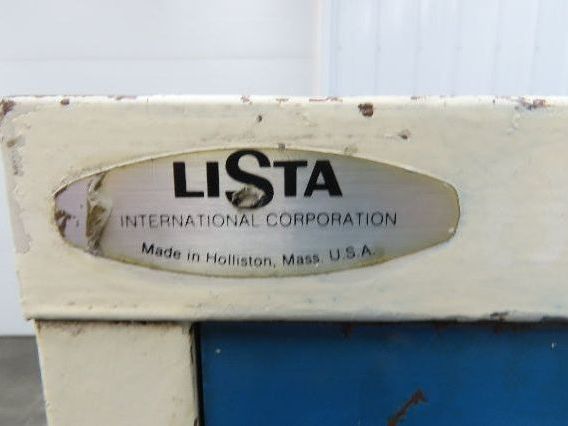 LISTA
INTERNATIONAL CORPORATION
Made in Holliston, Mass. U.S.A.